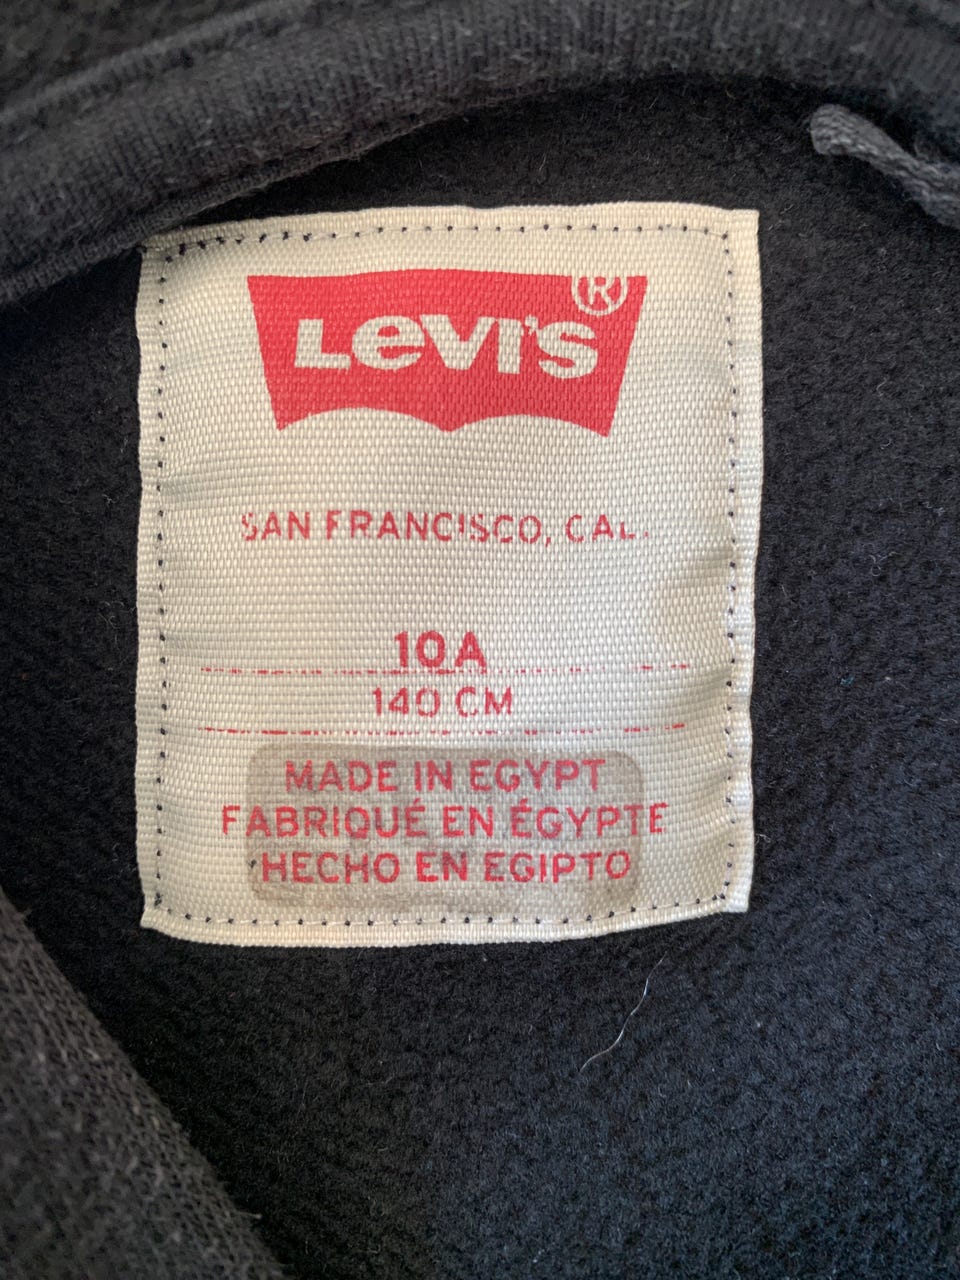 LEVI'S ®
SAN FRANCISCO, CAL.
10A
140 CM
MADE IN EGYPT
FABRIQUÉ EN ÉGYPTE
HECHO EN EGIPTO